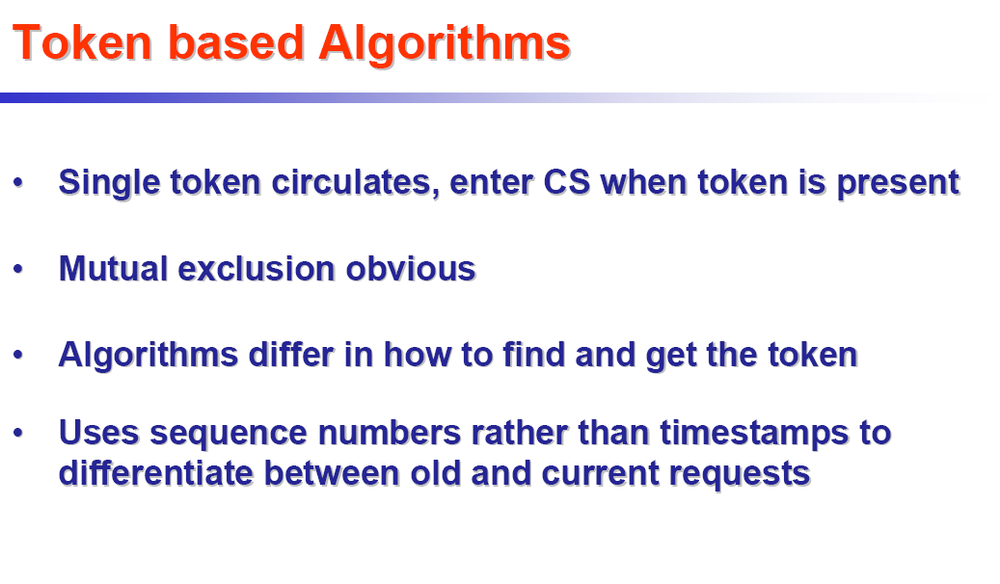 Token based Algorithms
• Single token circulates, enter CS when token is present
• Mutual exclusion obvious
• Algorithms differ in how to find and get the token
• Uses sequence numbers rather than timestamps to
differentiate between old and current requests